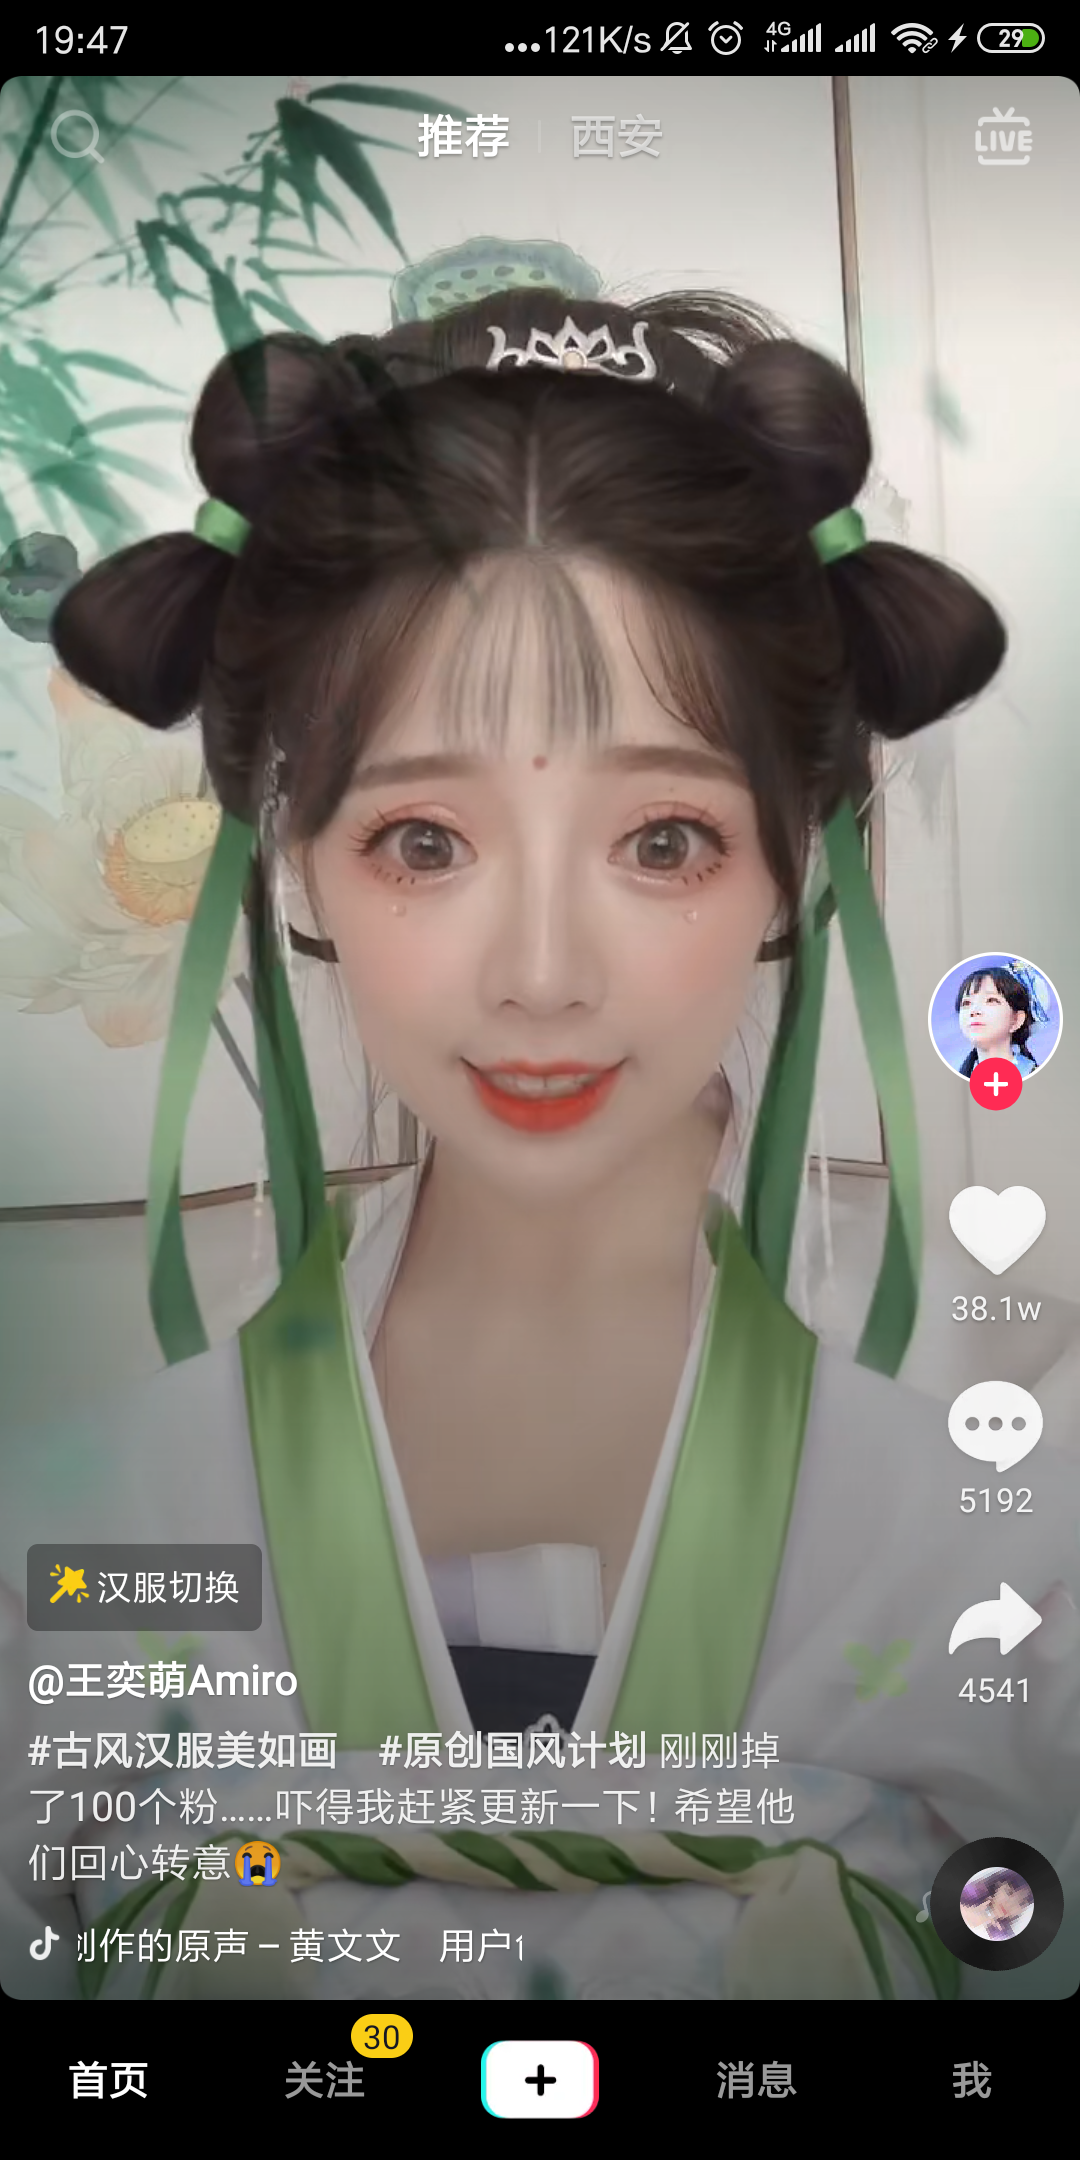 19:47
...121K/s 4G 29
推荐 西安 LIVE
38.1w
5192
4541
汉服切换
@王奕萌Amiro
#古风汉服美如画 #原创国风计划 刚刚掉
了100个粉......吓得我赶紧更新一下！希望他
们回心转意😭
创作的原声 – 黄文文 用户
30
首页 关注 消息 我